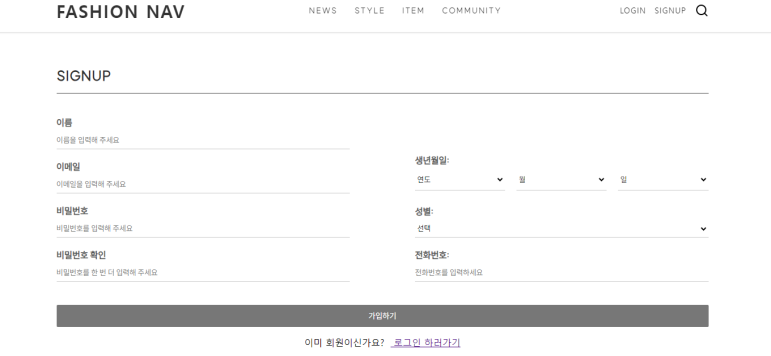 FASHION NAV
NEWS STYLE ITEM COMMUNITY
LOGIN SIGNUP
SIGNUP
이름
이름을 입력해 주세요
이메일
이메일을 입력해 주세요
비밀번호
비밀번호를 입력해 주세요
비밀번호 확인
비밀번호를 한 번 더 입력해 주세요
생년월일:
연도 월 일
성별:
선택
전화번호:
전화번호를 입력하세요
가입하기
이미 회원이신가요? 로그인 하러가기